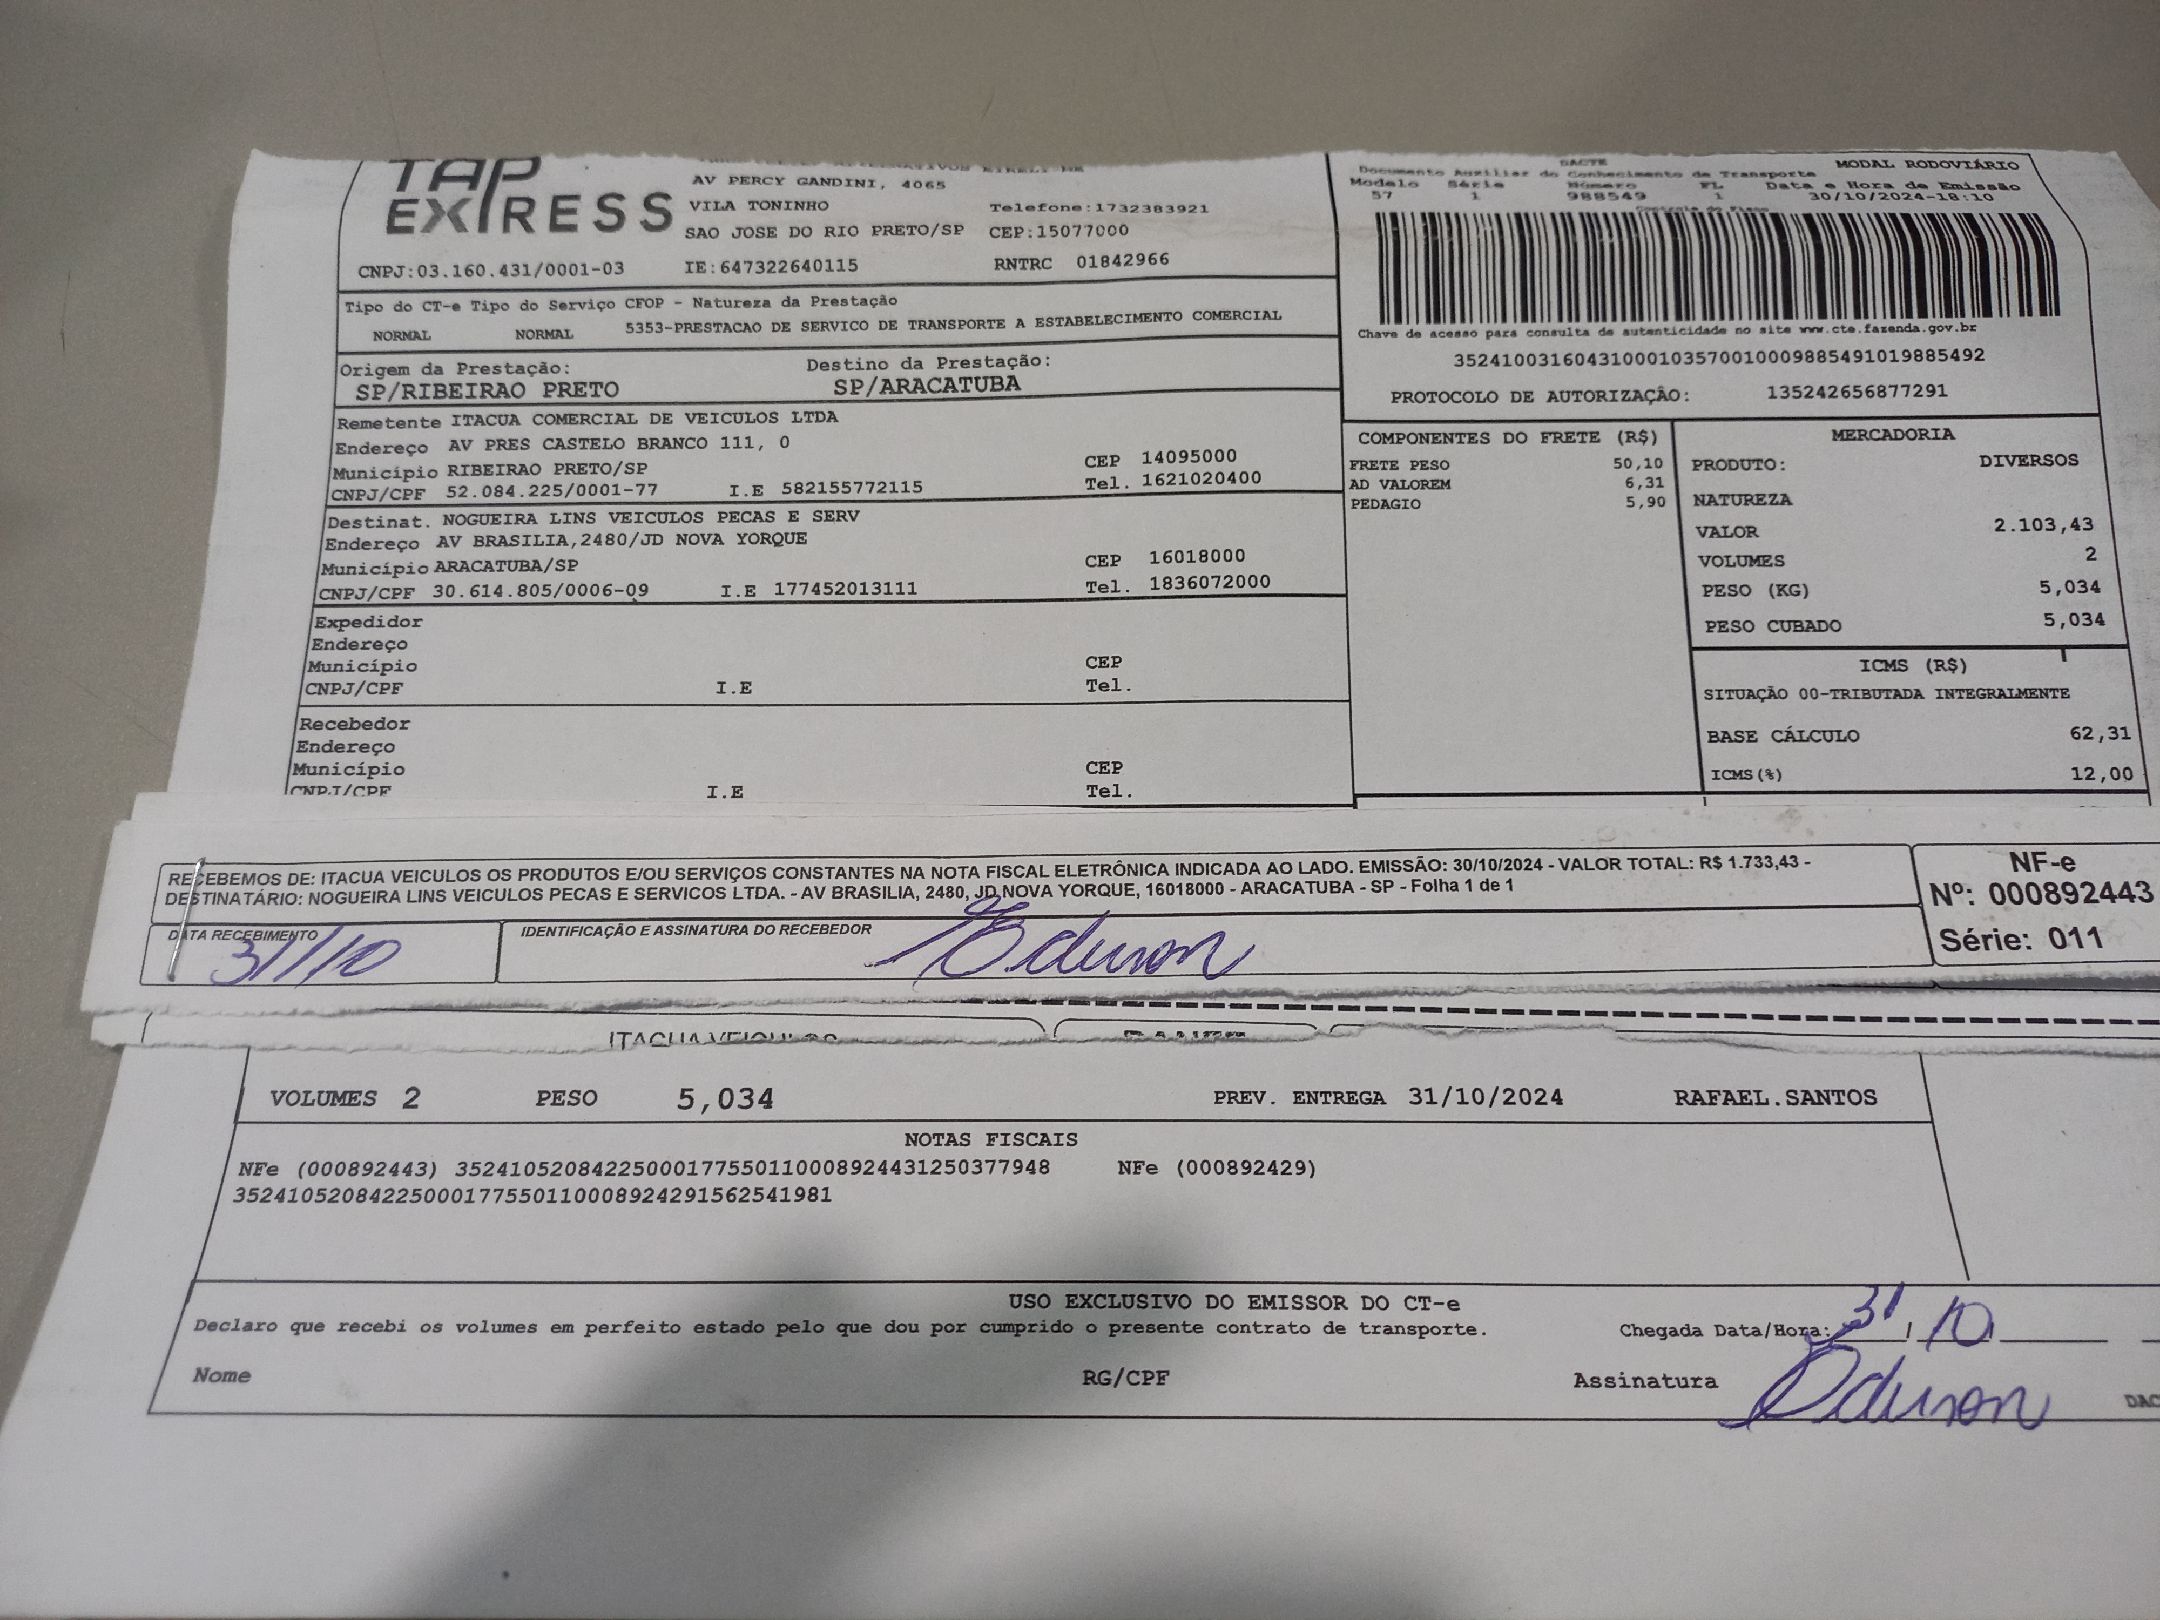 TAP
EXPRESS
AV PERCY GANDINI, 4065
VILA TONINHO Telefone:1732383921
SAO JOSE DO RIO PRETO/SP CEP:15077000
CNPJ:03.160.431/0001-03 IE:647322640115 RNTRC 01842966
DACTE MODAL RODOVIÁRIO
Documento Auxiliar do Conhecimento de Transporte
Modelo Série Número FL Data e Hora de Emissão
57 1 988549 1 30/10/2024-18:10
Controle do Fisco
Chave de acesso para consulta de autenticidade no site www.cte.fazenda.gov.br
35241003160431000103570010009885491019885492
PROTOCOLO DE AUTORIZAÇÂO: 135242656877291
Tipo do CT-e Tipo do Serviço CFOP - Natureza da Prestação
NORMAL NORMAL 5353-PRESTACAO DE SERVICO DE TRANSPORTE A ESTABELECIMENTO COMERCIAL
Origem da Prestação: Destino da Prestação:
SP/RIBEIRAO PRETO SP/ARACATUBA
Remetente ITACUA COMERCIAL DE VEICULOS LTDA
Endereço AV PRES CASTELO BRANCO 111, 0
Município RIBEIRAO PRETO/SP CEP 14095000
CNPJ/CPF 52.084.225/0001-77 I.E 582155772115 Tel. 1621020400
Destinat. NOGUEIRA LINS VEICULOS PECAS E SERV
Endereço AV BRASILIA,2480/JD NOVA YORQUE
Município ARACATUBA/SP CEP 16018000
CNPJ/CPF 30.614.805/0006-09 I.E 177452013111 Tel. 1836072000
Expedidor
Endereço
Município CEP
CNPJ/CPF I.E Tel.
Recebedor
Endereço
Município CEP
CNPJ/CPF I.E Tel.
COMPONENTES DO FRETE (R$)
FRETE PESO 50,10
AD VALOREM 6,31
PEDAGIO 5,90
MERCADORIA
PRODUTO: DIVERSOS
NATUREZA
VALOR 2.103,43
VOLUMES 2
PESO (KG) 5,034
PESO CUBADO 5,034
ICMS (R$)
SITUAÇÃO 00-TRIBUTADA INTEGRALMENTE
BASE CÁLCULO 62,31
ICMS(%) 12,00
RECEBEMOS DE: ITACUA VEICULOS OS PRODUTOS E/OU SERVIÇOS CONSTANTES NA NOTA FISCAL ELETRÔNICA INDICADA AO LADO. EMISSÃO: 30/10/2024 - VALOR TOTAL: R$ 1.733,43 -
DESTINATÁRIO: NOGUEIRA LINS VEICULOS PECAS E SERVICOS LTDA. - AV BRASILIA, 2480, JD NOVA YORQUE, 16018000 - ARACATUBA - SP - Folha 1 de 1
DATA RECEBIMENTO IDENTIFICAÇÃO E ASSINATURA DO RECEBEDOR
31/10
NF-e
Nº: 000892443
Série: 011
ITACUA VEICULOS
VOLUMES 2 PESO 5,034 PREV. ENTREGA 31/10/2024 RAFAEL.SANTOS
NOTAS FISCAIS
NFe (000892443) 35241052084225000177550110008924431250377948 NFe (000892429)
35241052084225000177550110008924291562541981
USO EXCLUSIVO DO EMISSOR DO CT-e
Declaro que recebi os volumes em perfeito estado pelo que dou por cumprido o presente contrato de transporte. Chegada Data/Hora: 31/10
Nome RG/CPF Assinatura